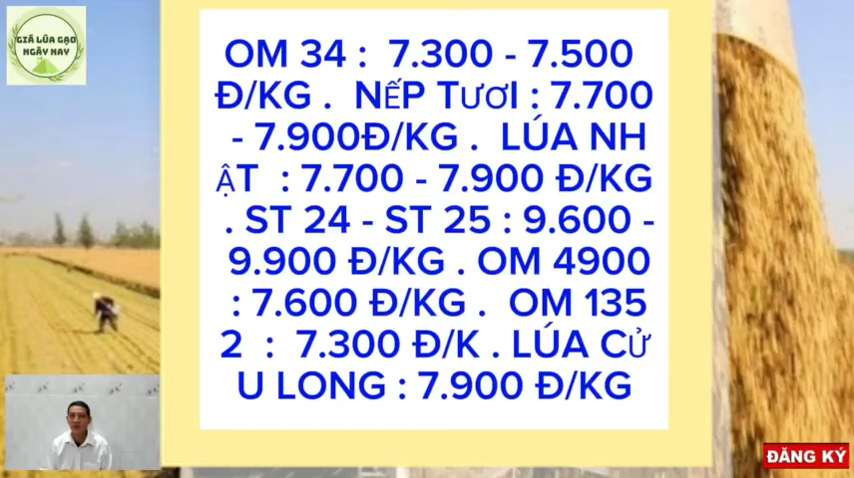 GIÁ LÚA GẠO
NGÀY NAY
OM 34 : 7.300 - 7.500
Đ/KG . NẾP TươI : 7.700
- 7.900Đ/KG . LÚA NH
ẬT : 7.700 - 7.900 Đ/KG
. ST 24 - ST 25 : 9.600 -
9.900 Đ/KG . OM 4900
: 7.600 Đ/KG . OM 135
2 : 7.300 Đ/K . LÚA CỬ
U LONG : 7.900 Đ/KG
ĐĂNG KÝ